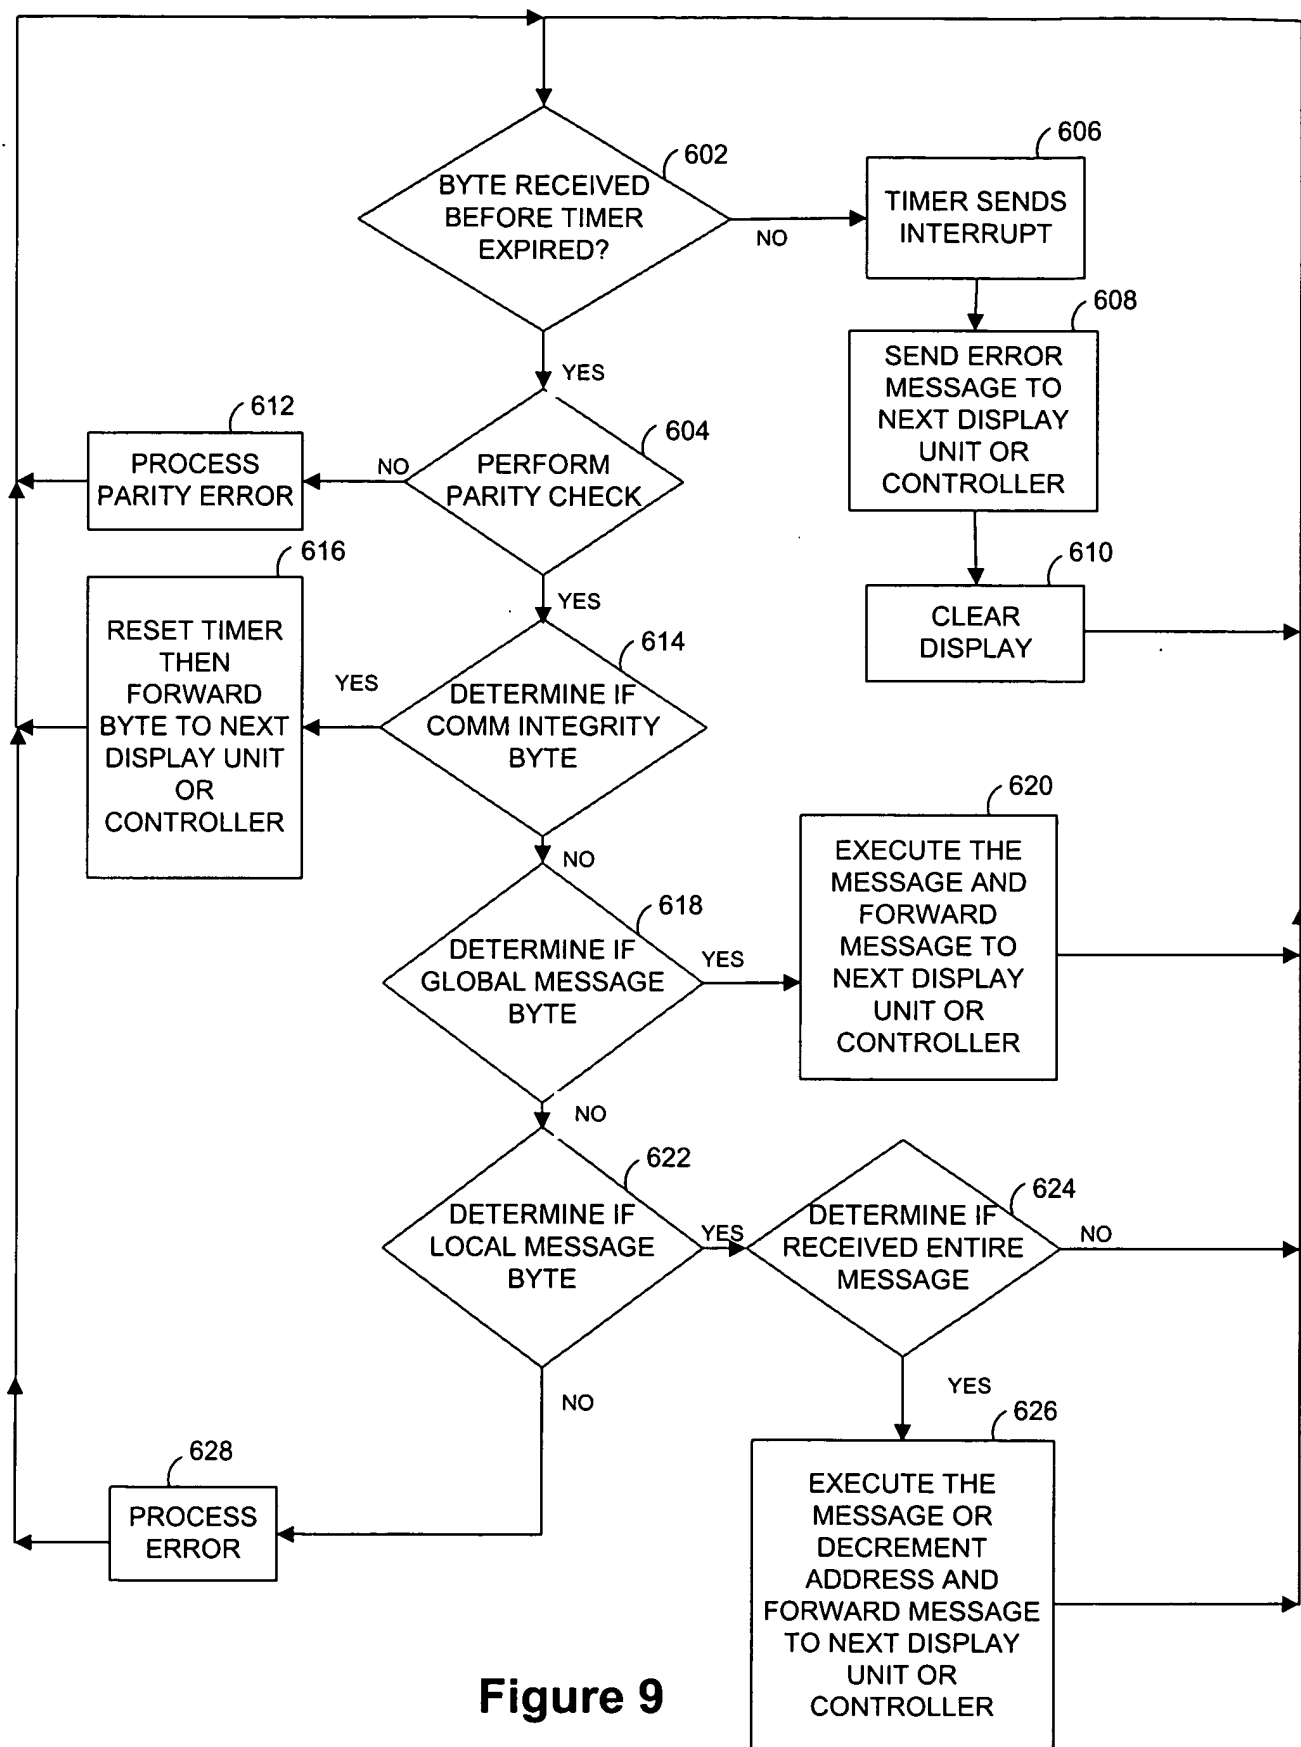 602
BYTE RECEIVED
BEFORE TIMER
EXPIRED?
NO
YES
606
TIMER SENDS
INTERRUPT
608
SEND ERROR
MESSAGE TO
NEXT DISPLAY
UNIT OR
CONTROLLER
610
CLEAR
DISPLAY
604
PERFORM
PARITY CHECK
NO
YES
612
PROCESS
PARITY ERROR
614
DETERMINE IF
COMM INTEGRITY
BYTE
YES
NO
616
RESET TIMER
THEN
FORWARD
BYTE TO NEXT
DISPLAY UNIT
OR
CONTROLLER
618
DETERMINE IF
GLOBAL MESSAGE
BYTE
YES
NO
620
EXECUTE THE
MESSAGE AND
FORWARD
MESSAGE TO
NEXT DISPLAY
UNIT OR
CONTROLLER
622
DETERMINE IF
LOCAL MESSAGE
BYTE
YES
NO
624
DETERMINE IF
RECEIVED ENTIRE
MESSAGE
NO
YES
626
EXECUTE THE
MESSAGE OR
DECREMENT
ADDRESS AND
FORWARD MESSAGE
TO NEXT DISPLAY
UNIT OR
CONTROLLER
628
PROCESS
ERROR
Figure 9